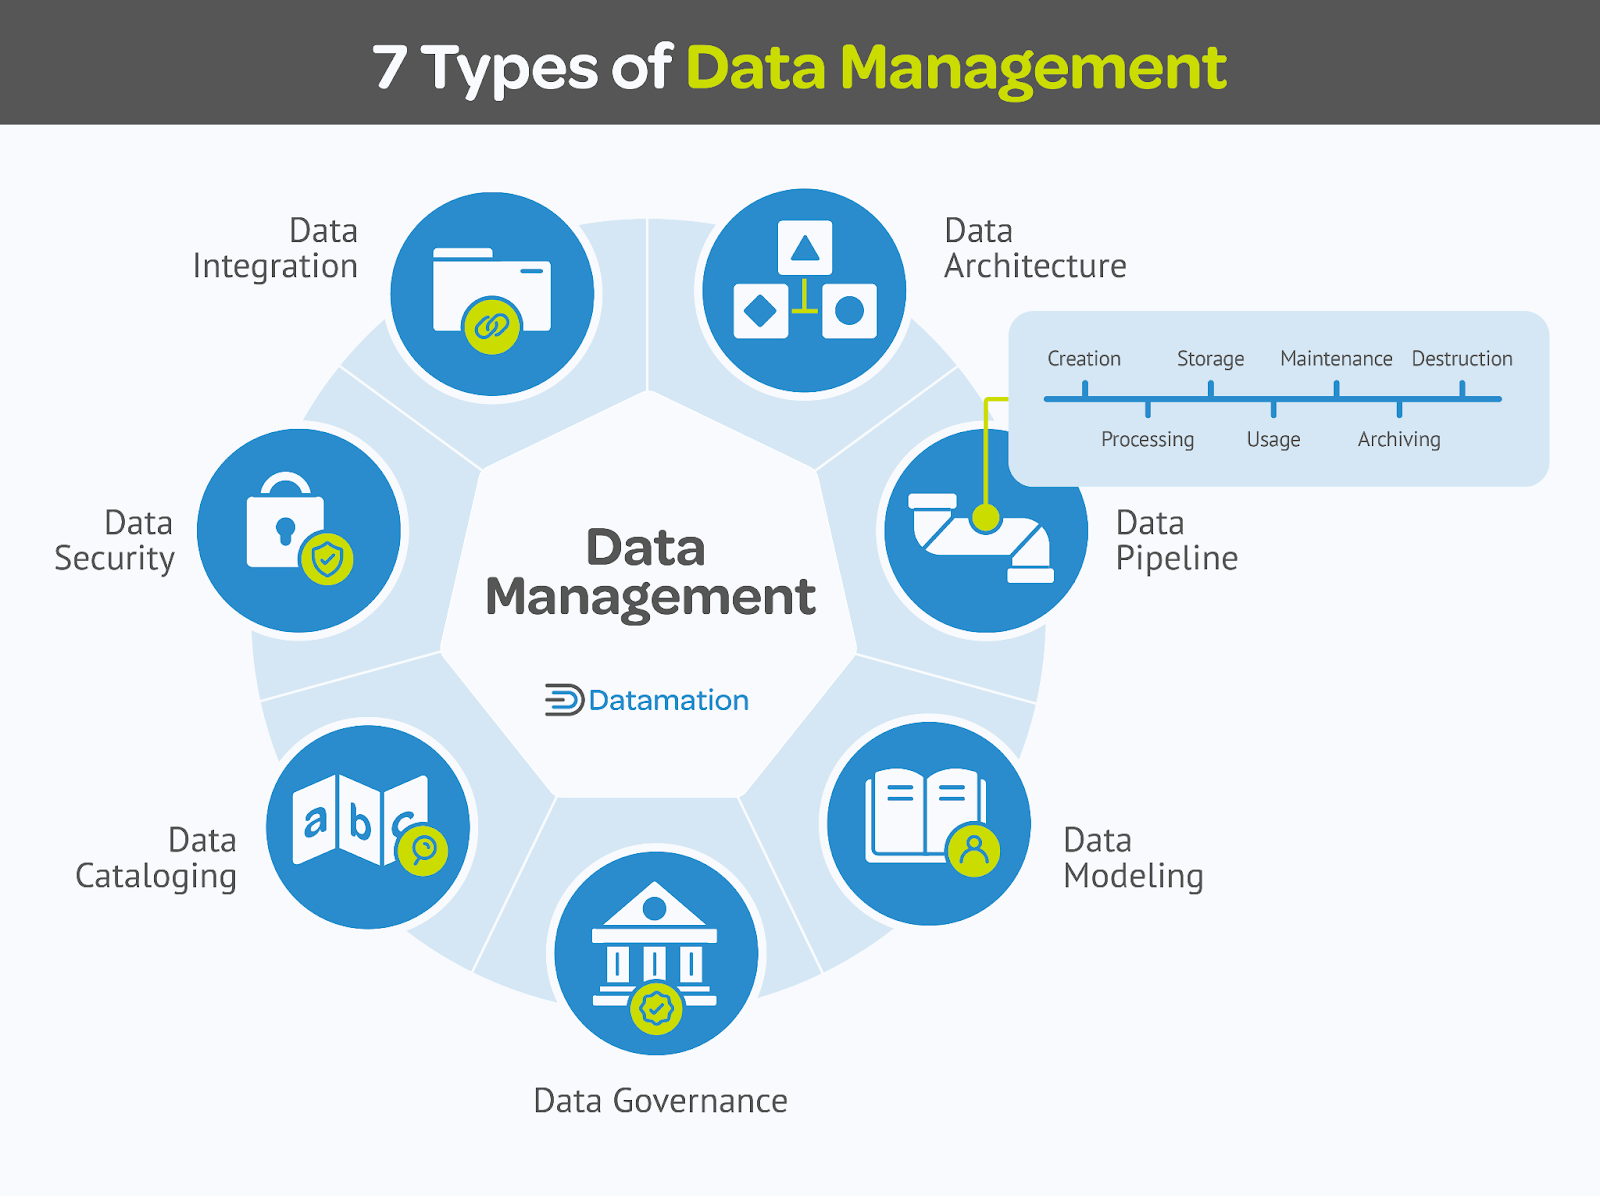 7 Types of Data Management
Data
Integration
Data
Architecture
Creation
Storage
Maintenance
Destruction
Processing
Usage
Archiving
Data
Security
Data
Pipeline
Data
Management
Datamation
a b c
Data
Cataloging
Data
Modeling
Data Governance